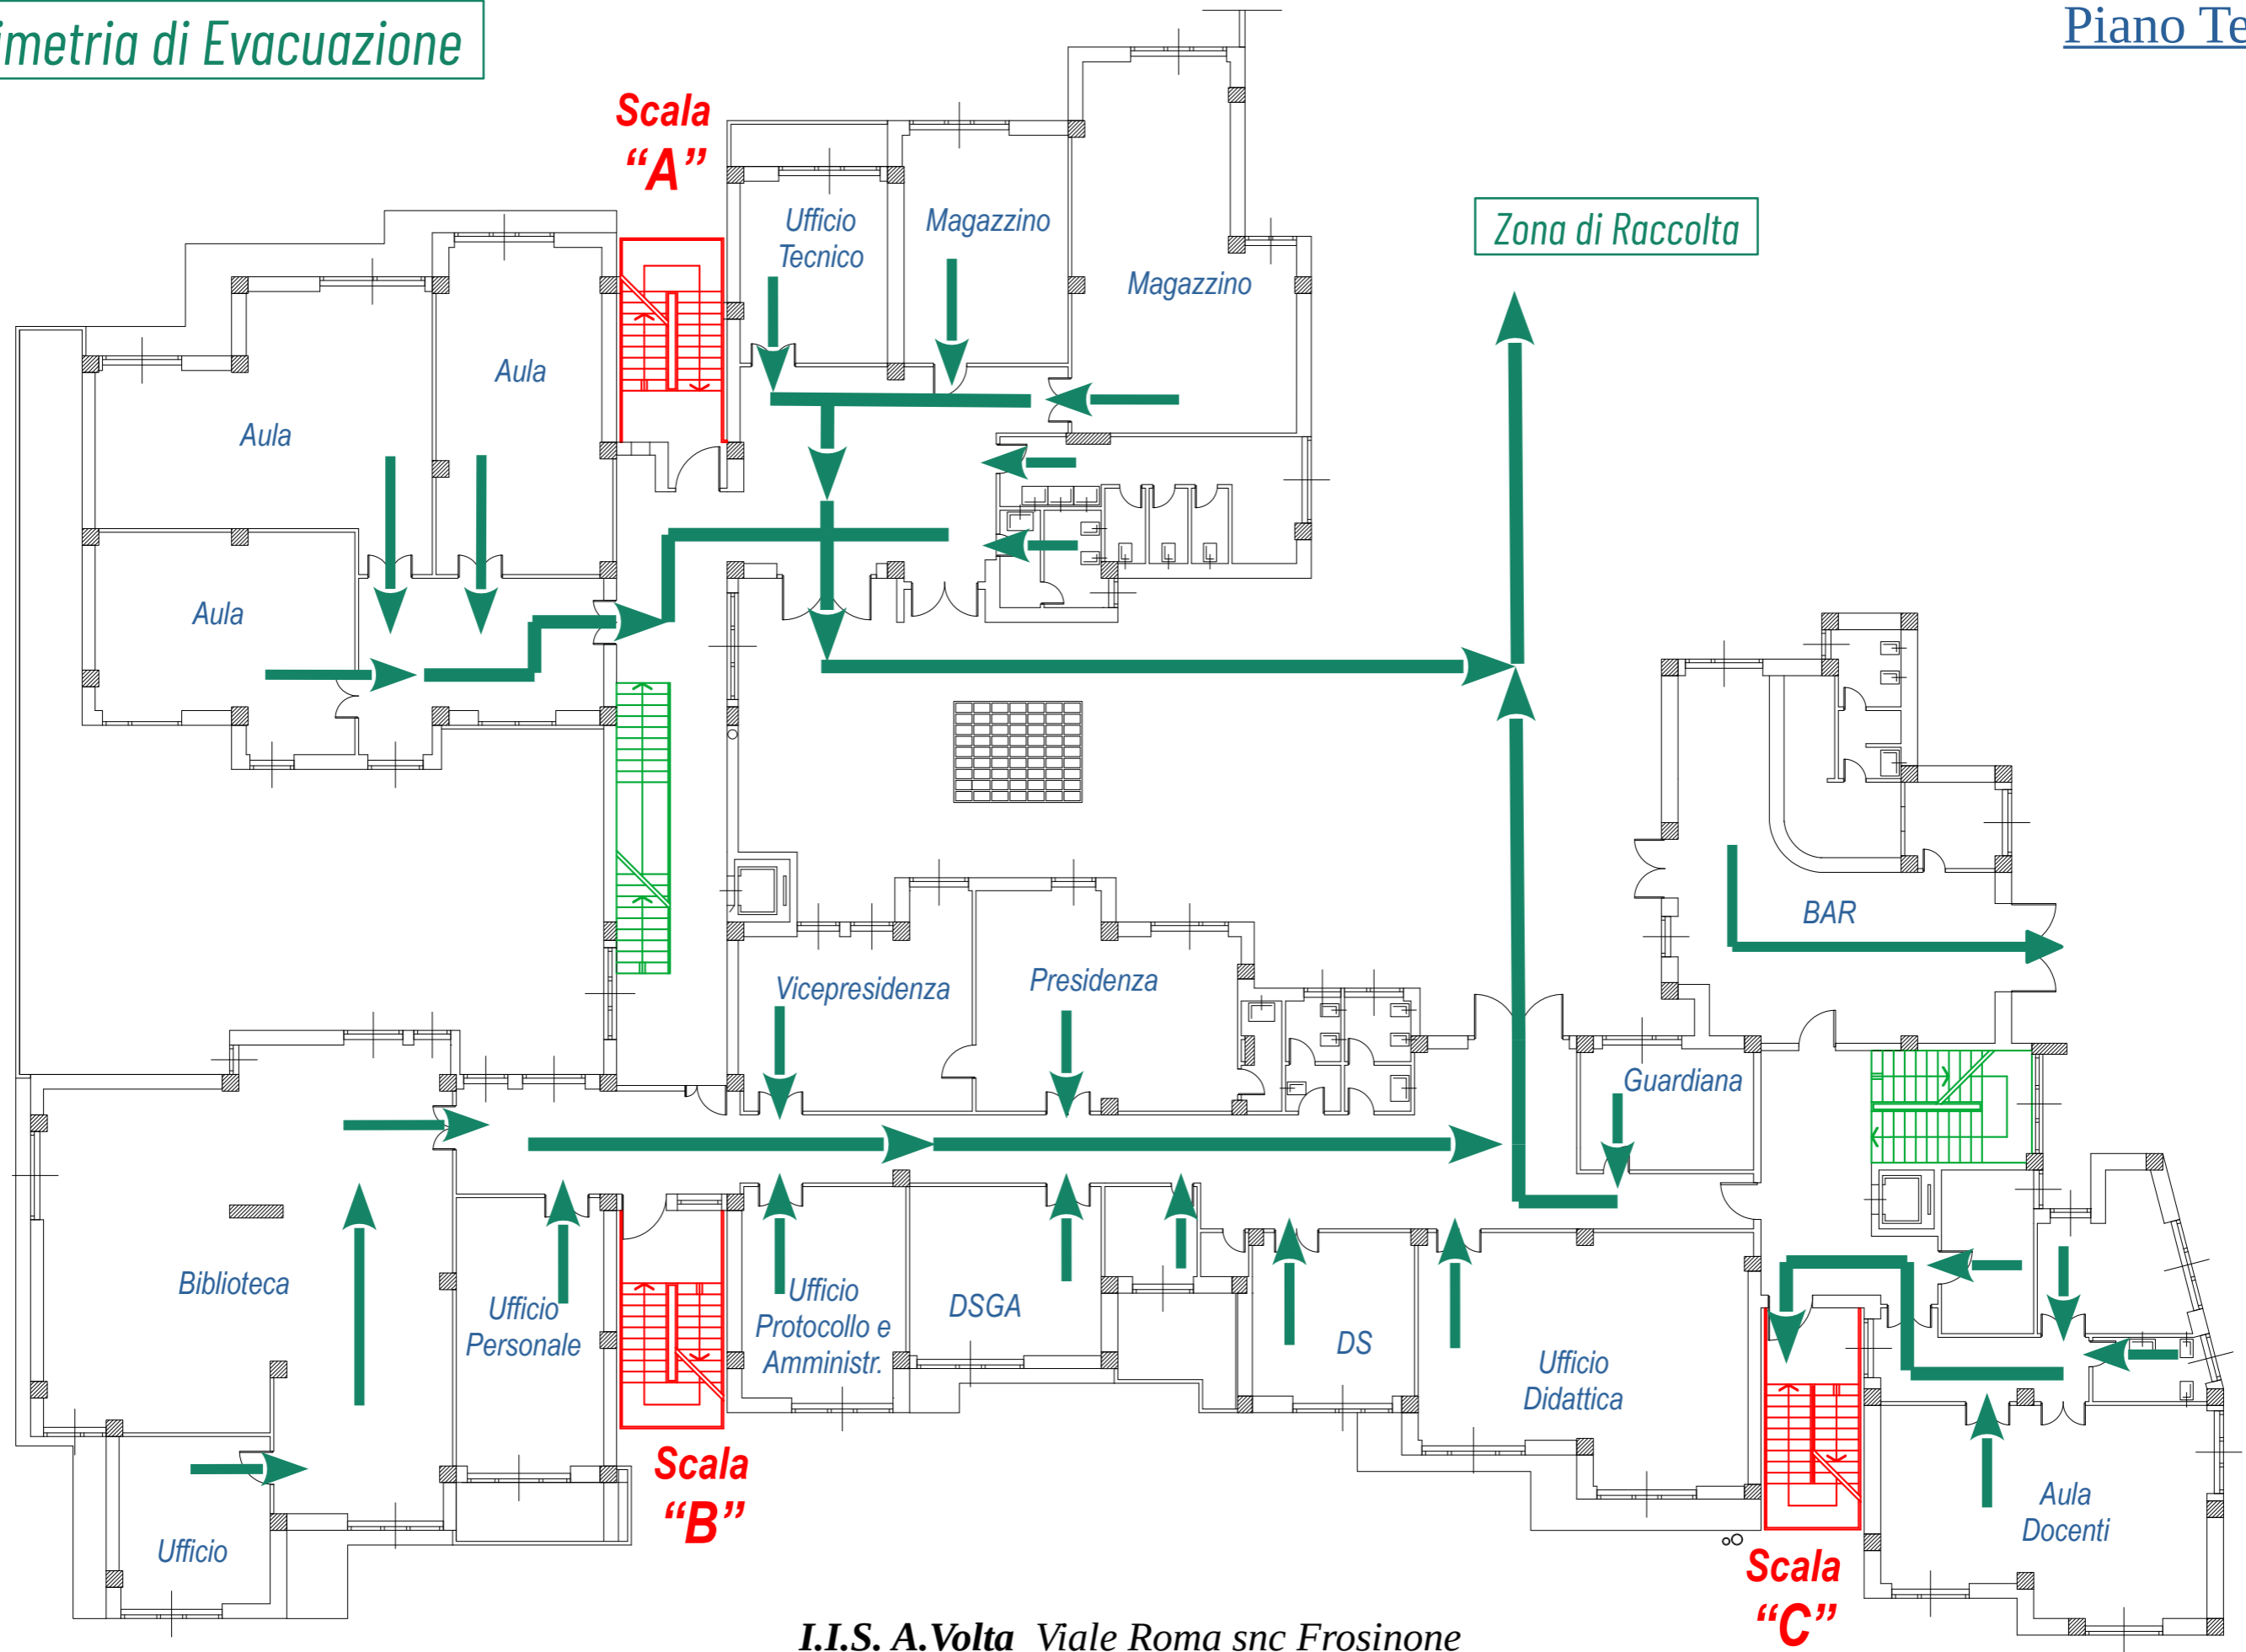 imetria di Evacuazione
Piano Te
Scala
“A”
Ufficio
Tecnico
Magazzino
Magazzino
Zona di Raccolta
Aula
Aula
Aula
BAR
Vicepresidenza
Presidenza
Guardiana
Biblioteca
Ufficio
Personale
Ufficio
Protocollo e
Amministr.
DSGA
DS
Ufficio
Didattica
Scala
“B”
Aula
Docenti
Ufficio
Scala
“C”
I.I.S. A.Volta Viale Roma snc Frosinone